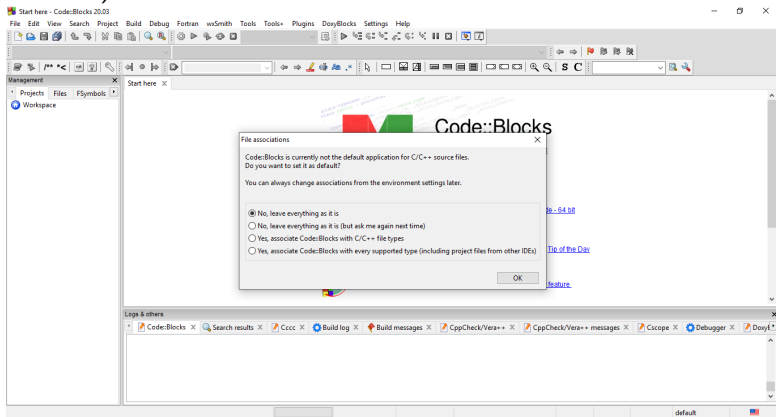 Start here - Code::Blocks 20.03
File Edit View Search Project Build Debug Fortran wxSmith Tools Tools+ Plugins DoxyBlocks Settings Help
/** *<
S C
Management
Projects Files FSymbols
Workspace
Start here
Code::Blocks
File associations
Code::Blocks is currently not the default application for C/C++ source files.
Do you want to set it as default?
You can always change associations from the environment settings later.
No, leave everything as it is
No, leave everything as it is (but ask me again next time)
Yes, associate Code::Blocks with C/C++ file types
Yes, associate Code::Blocks with every supported type (including project files from other IDEs)
OK
- 64 bit
Tip of the Day
feature
Logs & others
Code::Blocks Search results Cccc Build log Build messages CppCheck/Vera++ CppCheck/Vera++ messages Cscope Debugger
default